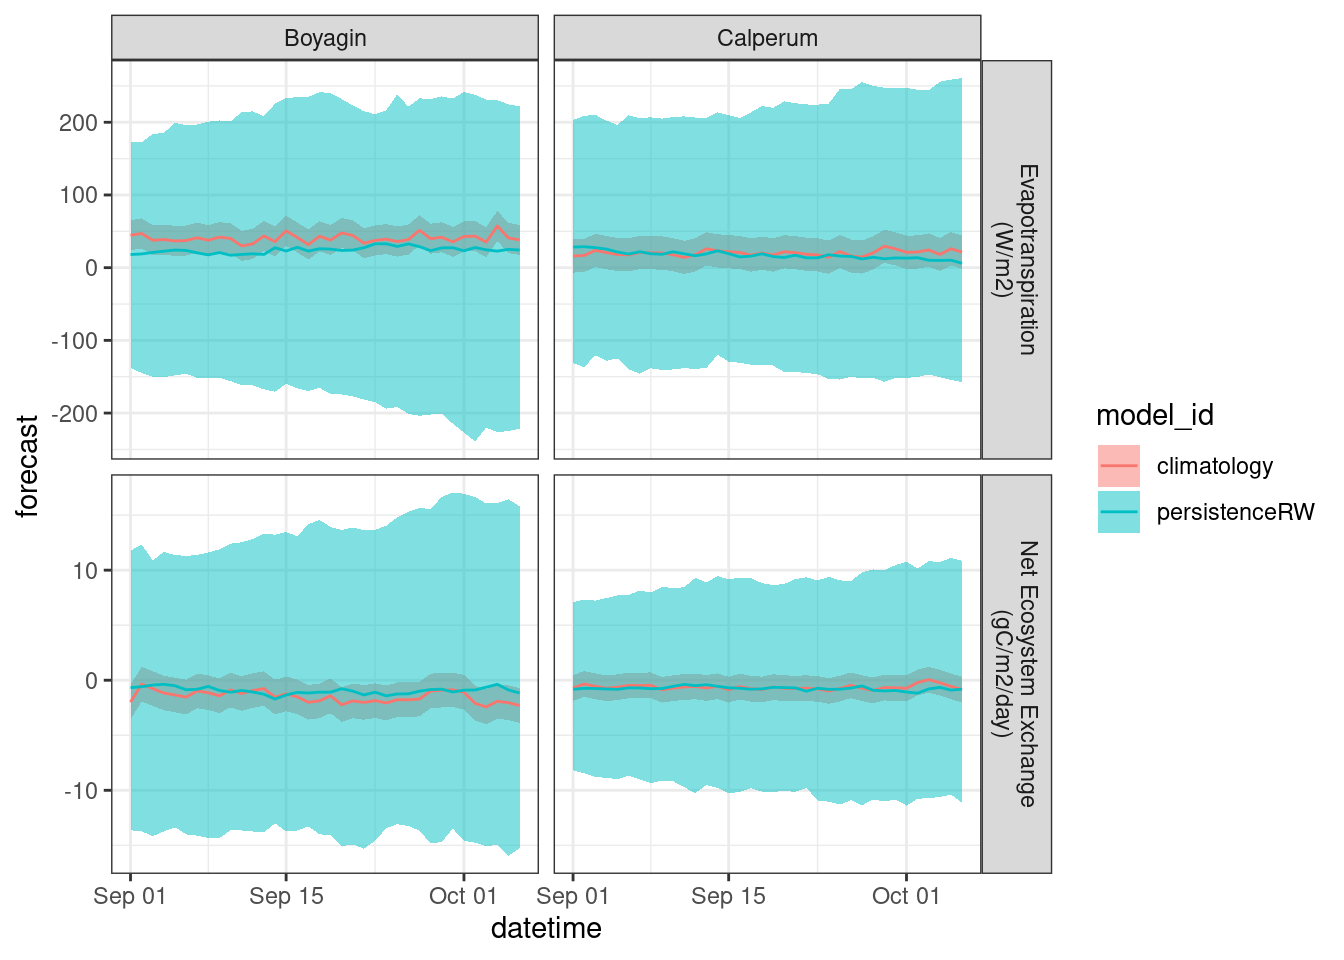 Boyagin
Calperum
200
100
0
-100
-200
Evapotranspiration
(W/m2)
forecast
10
0
-10
Net Ecosystem Exchange
(gC/m2/day)
Sep 01
Sep 15
Oct 01
Sep 01
Sep 15
Oct 01
datetime
model_id
climatology
persistenceRW